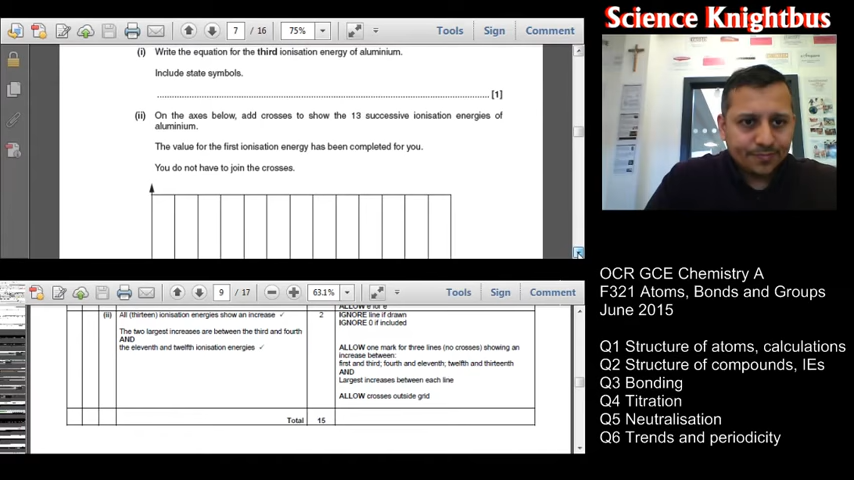 Science Knightbus
7 / 16
75%
Tools
Sign
Comment
(i) Write the equation for the third ionisation energy of aluminium.
Include state symbols.
[1]
(ii) On the axes below, add crosses to show the 13 successive ionisation energies of
aluminium.
The value for the first ionisation energy has been completed for you.
You do not have to join the crosses.
OCR GCE Chemistry A
F321 Atoms, Bonds and Groups
June 2015
Q1 Structure of atoms, calculations
Q2 Structure of compounds, IEs
Q3 Bonding
Q4 Titration
Q5 Neutralisation
Q6 Trends and periodicity
9 / 17
63.1%
Tools
Sign
Comment
(ii) All (thirteen) ionisation energies show an increase ✓
The two largest increases are between the third and fourth
AND
the eleventh and twelfth ionisation energies ✓
2
IGNORE line if drawn
IGNORE 0 if included
ALLOW one mark for three lines (no crosses) showing an
increase between:
first and third; fourth and eleventh; twelfth and thirteenth
AND
Largest increases between each line
ALLOW crosses outside grid
Total 15